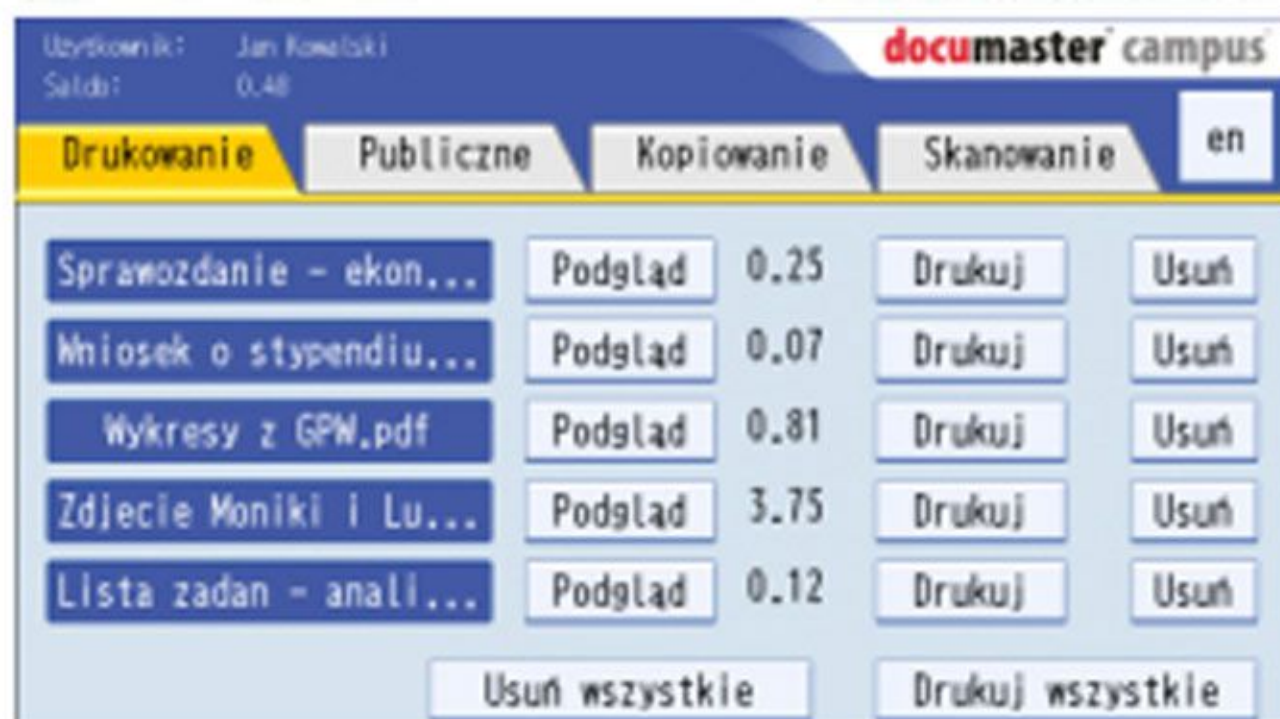 Użytkownik: Jan Kowalski
Saldo: 0.48
documaster campus
Drukowanie Publiczne Kopiowanie Skanowanie en
Sprawozdanie - ekon... Podgląd 0.25 Drukuj Usuń
Wniosek o stypendiu... Podgląd 0.07 Drukuj Usuń
Wykresy z GPW.pdf Podgląd 0.81 Drukuj Usuń
Zdjecie Moniki i Lu... Podgląd 3.75 Drukuj Usuń
Lista zadan - anali... Podgląd 0.12 Drukuj Usuń
Usuń wszystkie Drukuj wszystkie